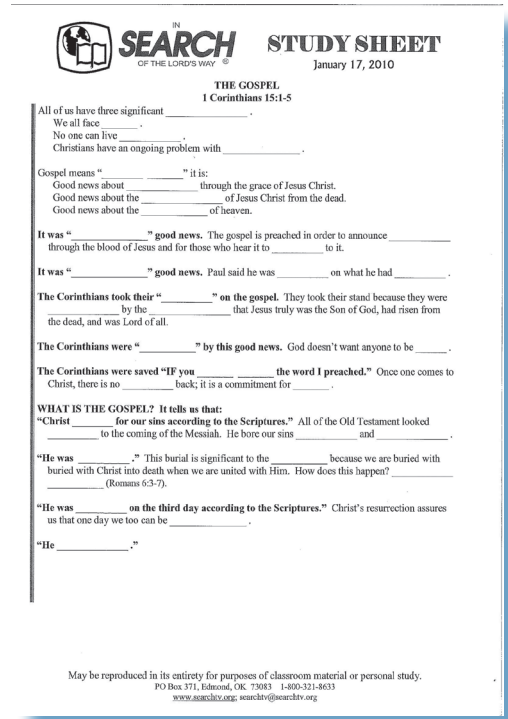 IN
SEARCH
OF THE LORD'S WAY ®
STUDY SHEET
January 17, 2010
THE GOSPEL
1 Corinthians 15:1-5
All of us have three significant _______________ .
We all face _______ .
No one can live ____________ .
Christians have an ongoing problem with _______________ .
Gospel means “ ________ _______ ” it is:
Good news about _____________ through the grace of Jesus Christ.
Good news about the _______________ of Jesus Christ from the dead.
Good news about the ____________ of heaven.
It was “______________” good news. The gospel is preached in order to announce ___________
through the blood of Jesus and for those who hear it to __________ to it.
It was “______________” good news. Paul said he was __________ on what he had __________ .
The Corinthians took their “__________” on the gospel. They took their stand because they were
_____________ by the _______________ that Jesus truly was the Son of God, had risen from
the dead, and was Lord of all.
The Corinthians were “__________” by this good news. God doesn't want anyone to be ______ .
The Corinthians were saved “IF you _______ _______ the word I preached.” Once one comes to
Christ, there is no __________ back; it is a commitment for _______ .
WHAT IS THE GOSPEL? It tells us that:
“Christ ________ for our sins according to the Scriptures.” All of the Old Testament looked
__________ to the coming of the Messiah. He bore our sins ___________ and _____________ .
“He was __________ .” This burial is significant to the __________ because we are buried with
buried with Christ into death when we are united with Him. How does this happen? ___________
__________ (Romans 6:3-7).
“He was __________ on the third day according to the Scriptures.” Christ's resurrection assures
us that one day we too can be ______________ .
“He _____________ .”
May be reproduced in its entirety for purposes of classroom material or personal study.
PO Box 371, Edmond, OK 73083 1-800-321-8633
www.searchtv.org; searchtv@searchtv.org